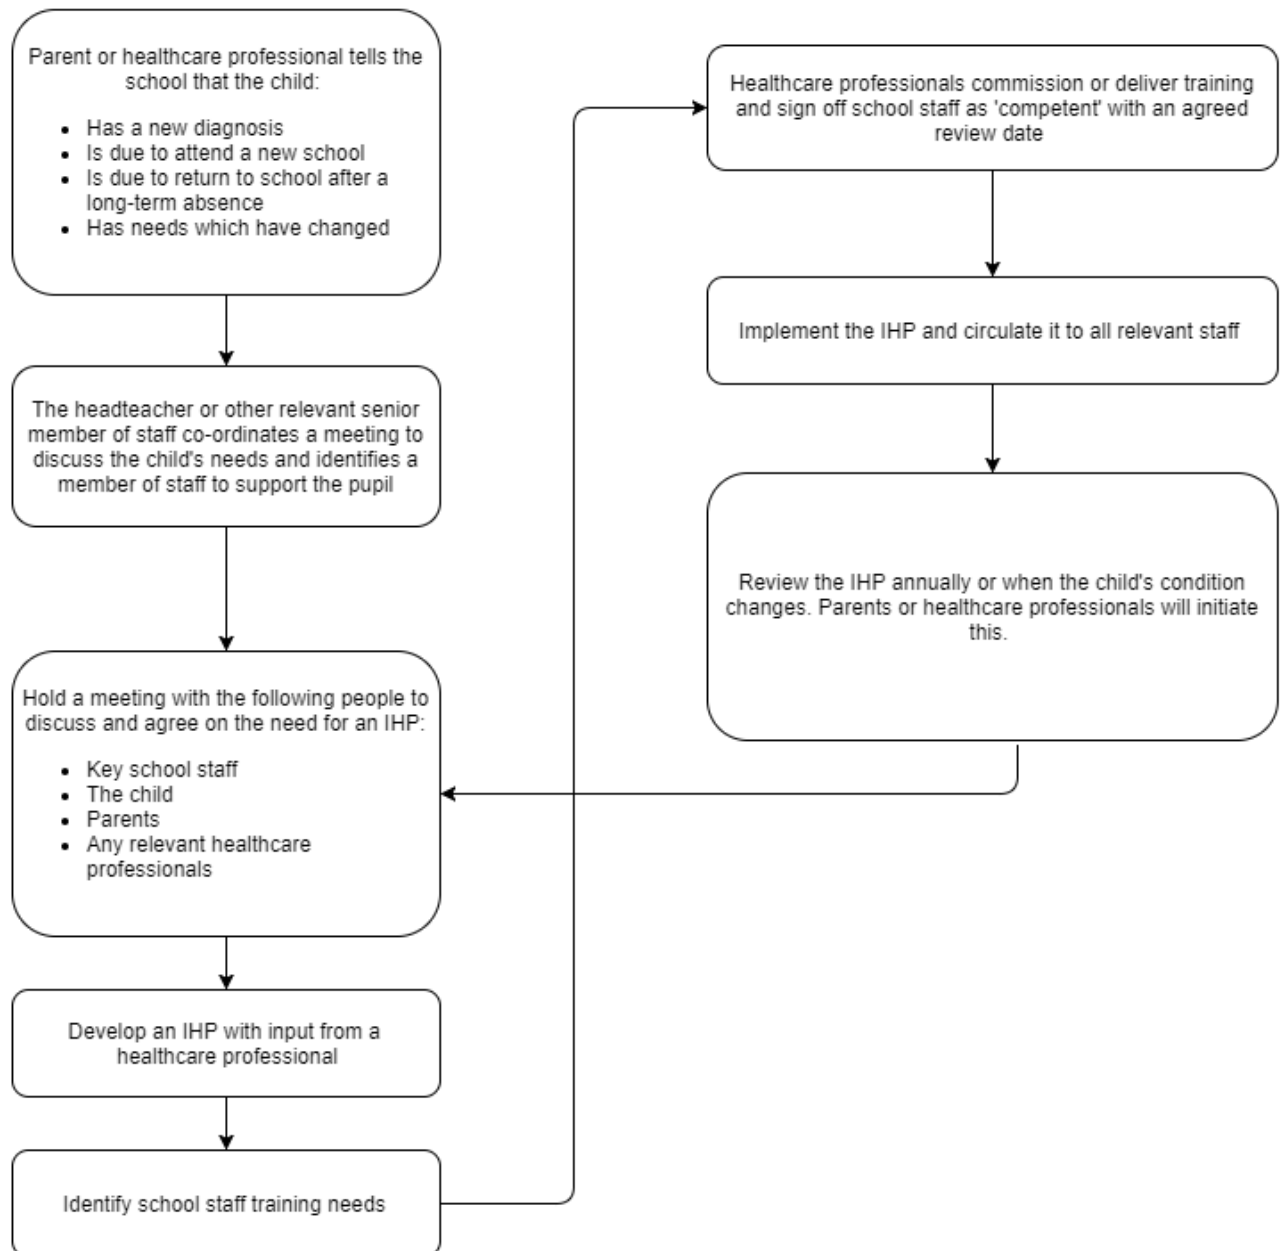 Parent or healthcare professional tells the
school that the child:
• Has a new diagnosis
• Is due to attend a new school
• Is due to return to school after a
long-term absence
• Has needs which have changed
The headteacher or other relevant senior
member of staff co-ordinates a meeting to
discuss the child's needs and identifies a
member of staff to support the pupil
Hold a meeting with the following people to
discuss and agree on the need for an IHP:
• Key school staff
• The child
• Parents
• Any relevant healthcare
professionals
Develop an IHP with input from a
healthcare professional
Identify school staff training needs
Healthcare professionals commission or deliver training
and sign off school staff as 'competent' with an agreed
review date
Implement the IHP and circulate it to all relevant staff
Review the IHP annually or when the child's condition
changes. Parents or healthcare professionals will initiate
this.